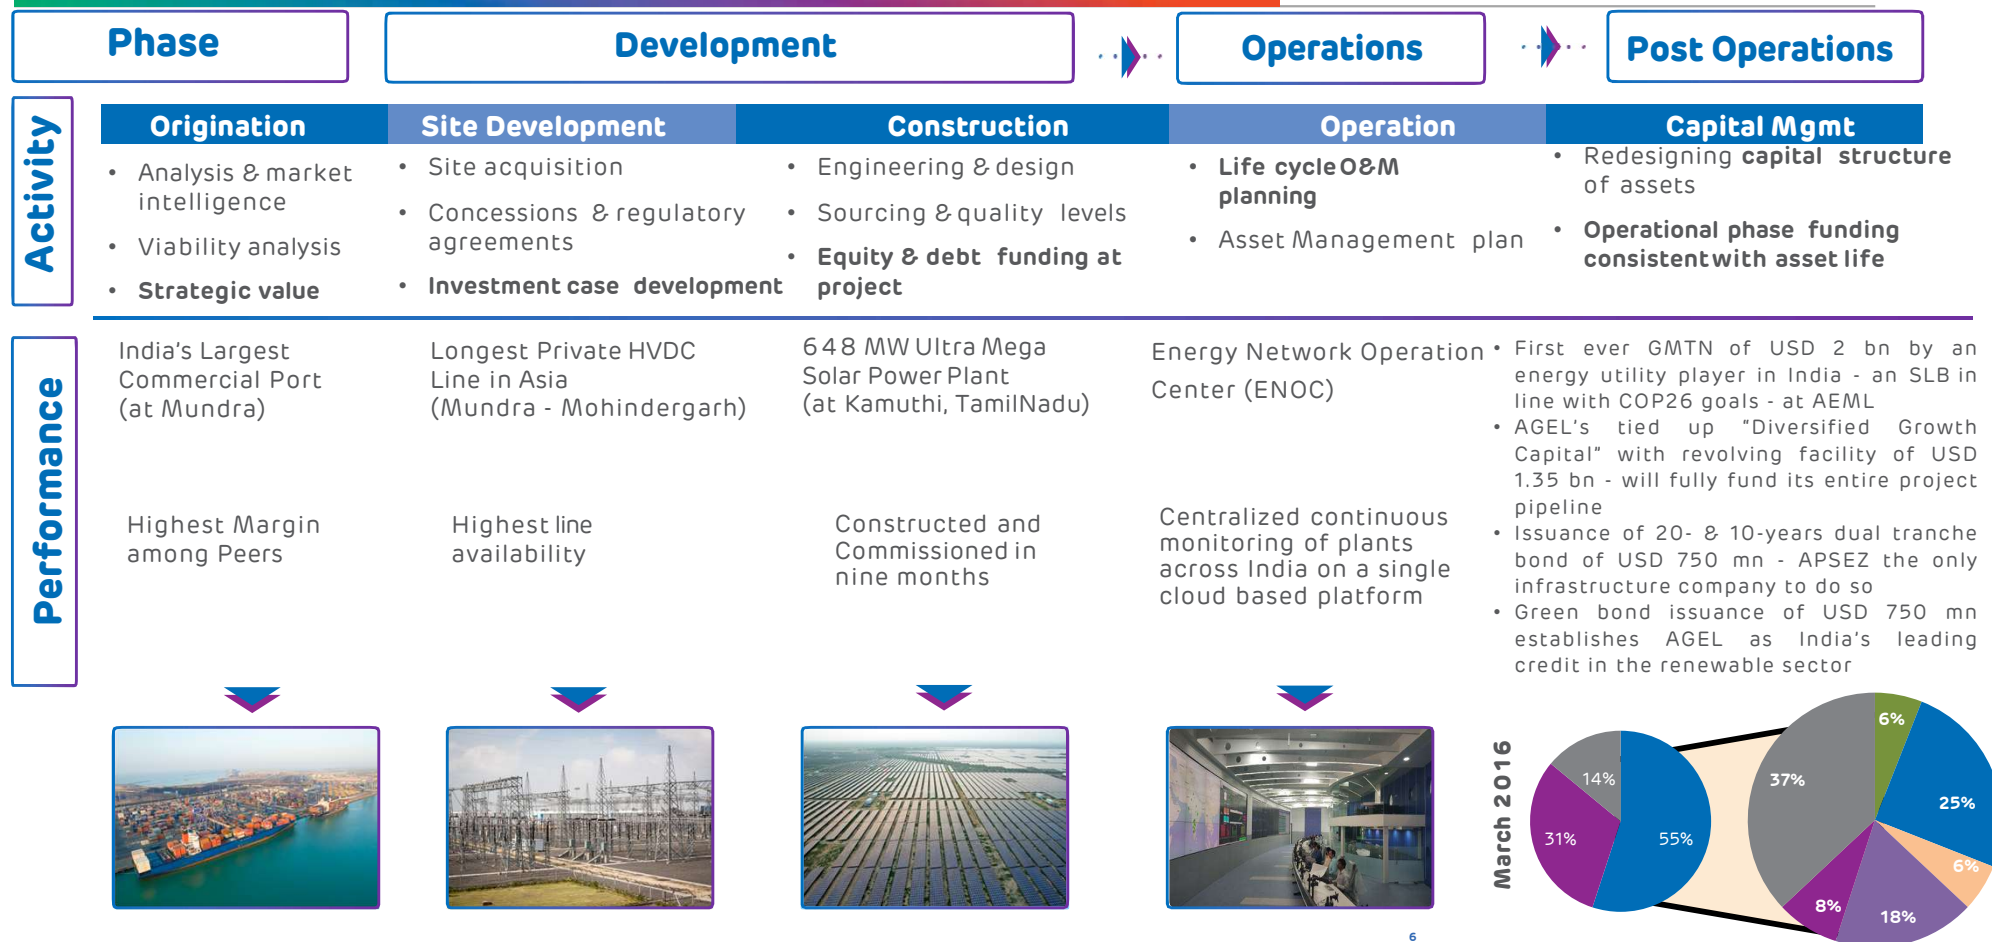 Phase
Development
Operations
Post Operations
Activity
Origination
Site Development
Construction
Operation
Capital Mgmt
• Analysis & market
intelligence
• Viability analysis
• Strategic value
• Site acquisition
• Concessions & regulatory
agreements
• Investment case development
• Engineering & design
• Sourcing & quality levels
• Equity & debt funding at
project
• Life cycle O&M
planning
• Asset Management plan
• Redesigning capital structure
of assets
• Operational phase funding
consistent with asset life
Performance
India's Largest
Commercial Port
(at Mundra)
Highest Margin
among Peers
Longest Private HVDC
Line in Asia
(Mundra - Mohindergarh)
Highest line
availability
648 MW Ultra Mega
Solar Power Plant
(at Kamuthi, TamilNadu)
Constructed and
Commissioned in
nine months
Energy Network Operation
Center (ENOC)
Centralized continuous
monitoring of plants
across India on a single
cloud based platform
• First ever GMTN of USD 2 bn by an
energy utility player in India - an SLB in
line with COP26 goals - at AEML
• AGEL's tied up "Diversified Growth
Capital" with revolving facility of USD
1.35 bn - will fully fund its entire project
pipeline
• Issuance of 20- & 10-years dual tranche
bond of USD 750 mn - APSEZ the only
infrastructure company to do so
• Green bond issuance of USD 750 mn
establishes AGEL as India's leading
credit in the renewable sector
March 2016
14%
31%
55%
6%
37%
25%
6%
8%
18%
6